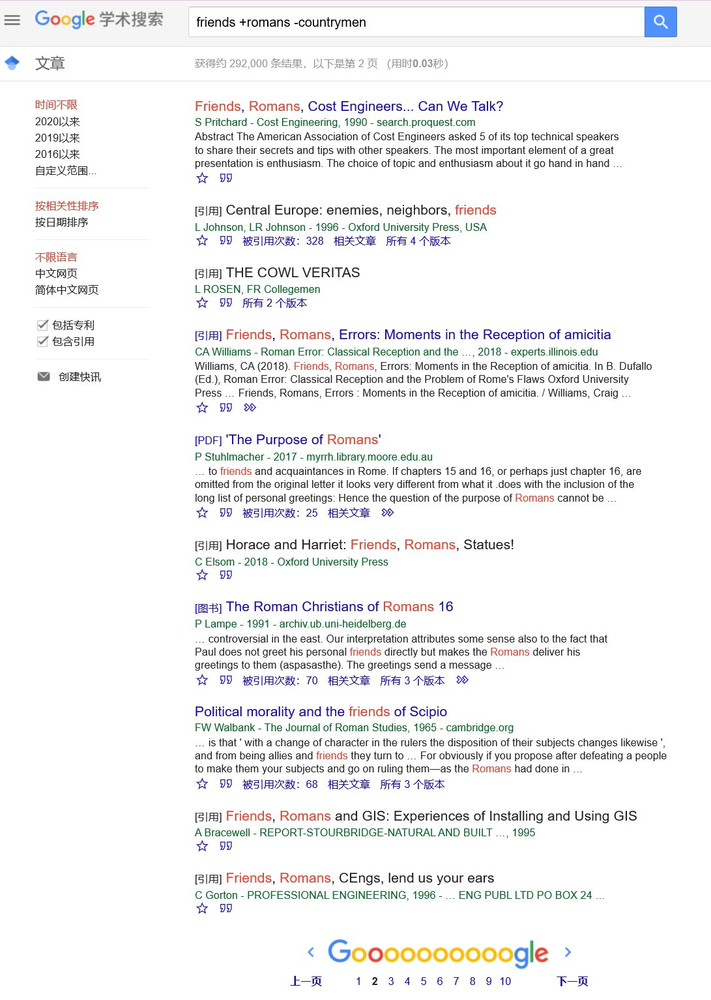 Google 学术搜索
friends +romans -countrymen
文章
获得约 292,000 条结果，以下是第 2 页 （用时0.03秒）
时间不限
2020以来
2019以来
2016以来
自定义范围...
按相关性排序
按日期排序
不限语言
中文网页
简体中文网页
包括专利
包含引用
创建快讯
Friends, Romans, Cost Engineers... Can We Talk?
S Pritchard - Cost Engineering, 1990 - search.proquest.com
Abstract The American Association of Cost Engineers asked 5 of its top technical speakers
to share their secrets and tips with other speakers. The most important element of a great
presentation is enthusiasm. The choice of topic and enthusiasm about it go hand in hand …
[引用] Central Europe: enemies, neighbors, friends
L Johnson, LR Johnson - 1996 - Oxford University Press, USA
被引用次数：328 相关文章 所有 4 个版本
[引用] THE COWL VERITAS
L ROSEN, FR Collegemen
所有 2 个版本
[引用] Friends, Romans, Errors: Moments in the Reception of amicitia
CA Williams - Roman Error: Classical Reception and the …, 2018 - experts.illinois.edu
Williams, CA (2018). Friends, Romans, Errors: Moments in the Reception of amicitia. In B. Dufallo
(Ed.), Roman Error: Classical Reception and the Problem of Rome's Flaws Oxford University
Press … Friends, Romans, Errors : Moments in the Reception of amicitia. / Williams, Craig …
[PDF] 'The Purpose of Romans'
P Stuhlmacher - 2017 - myrrh.library.moore.edu.au
… to friends and acquaintances in Rome. If chapters 15 and 16, or perhaps just chapter 16, are
omitted from the original letter it looks very different from what it .does with the inclusion of the
long list of personal greetings: Hence the question of the purpose of Romans cannot be …
被引用次数：25 相关文章
[引用] Horace and Harriet: Friends, Romans, Statues!
C Elsom - 2018 - Oxford University Press
[图书] The Roman Christians of Romans 16
P Lampe - 1991 - archiv.ub.uni-heidelberg.de
… controversial in the east. Our interpretation attributes some sense also to the fact that
Paul does not greet his personal friends directly but makes the Romans deliver his
greetings to them (aspasasthe). The greetings send a message …
被引用次数：70 相关文章 所有 3 个版本
Political morality and the friends of Scipio
FW Walbank - The Journal of Roman Studies, 1965 - cambridge.org
… is that ' with a change of character in the rulers the disposition of their subjects changes likewise ',
and from being allies and friends they turn to … For obviously if you propose after defeating a people
to make them your subjects and go on ruling them—as the Romans had done in …
被引用次数：68 相关文章 所有 3 个版本
[引用] Friends, Romans and GIS: Experiences of Installing and Using GIS
A Bracewell - REPORT-STOURBRIDGE-NATURAL AND BUILT …, 1995
[引用] Friends, Romans, CEngs, lend us your ears
C Gorton - PROFESSIONAL ENGINEERING, 1996 - … ENG PUBL LTD PO BOX 24 …
Goooooooooogle
上一页 1 2 3 4 5 6 7 8 9 10 下一页